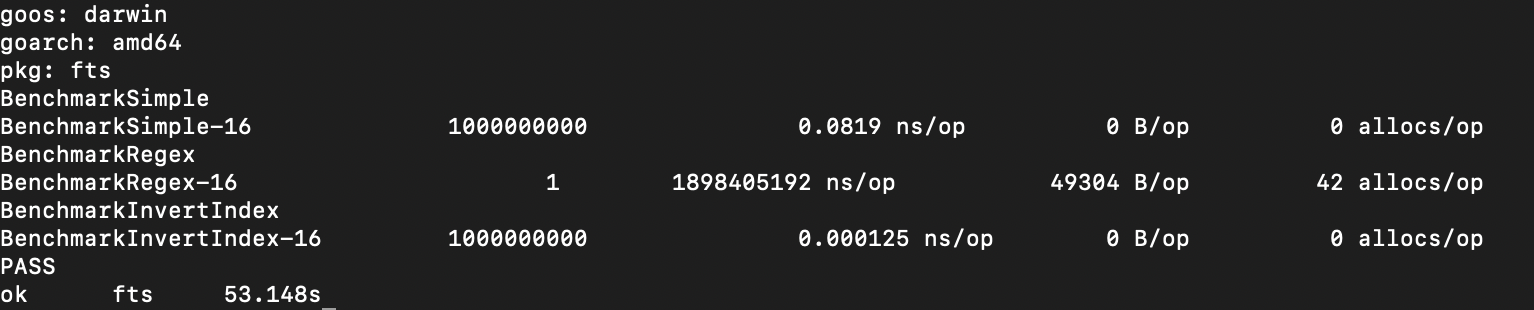 goos: darwin
goarch: amd64
pkg: fts
BenchmarkSimple
BenchmarkSimple-16 1000000000 0.0819 ns/op 0 B/op 0 allocs/op
BenchmarkRegex
BenchmarkRegex-16 1 1898405192 ns/op 49304 B/op 42 allocs/op
BenchmarkInvertIndex
BenchmarkInvertIndex-16 1000000000 0.000125 ns/op 0 B/op 0 allocs/op
PASS
ok fts 53.148s